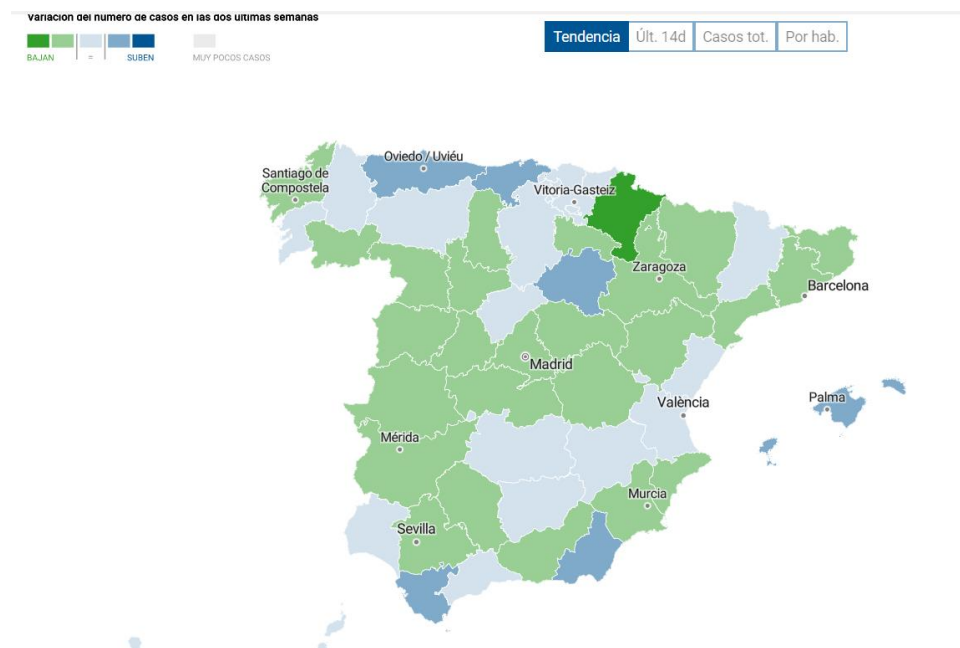 Variación del número de casos en las dos últimas semanas
Tendencia Últ. 14d Casos tot. Por hab.
BAJAN = SUBEN MUY POCOS CASOS
Oviedo / Uviéu
Santiago de
Compostela
Vitoria-Gasteiz
Zaragoza
Barcelona
Madrid
Palma
València
Mérida
Murcia
Sevilla